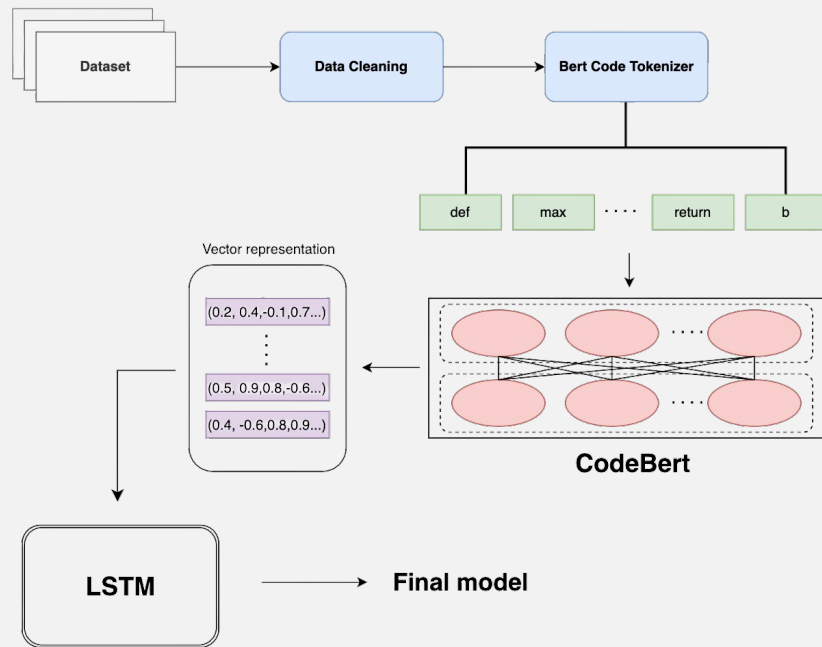 Dataset
Data Cleaning
Bert Code Tokenizer
def
max
....
return
b
Vector representation
(0.2, 0.4,-0.1,0.7...)
(0.5, 0.9,0.8,-0.6...)
(0.4, -0.6,0.8,0.9...)
CodeBert
LSTM
Final model